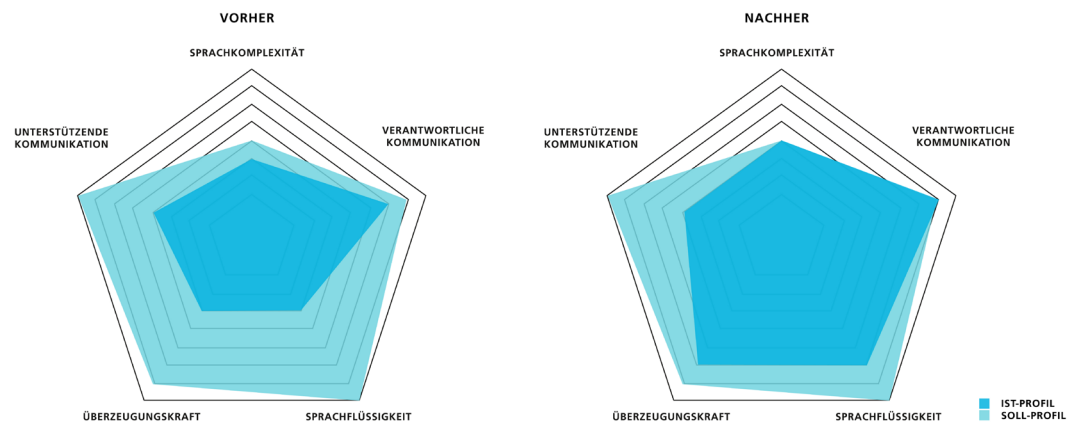 VORHER
SPRACHKOMPLEXITÄT
UNTERSTÜTZENDE
KOMMUNIKATION
VERANTWORTLICHE
KOMMUNIKATION
ÜBERZEUGUNGSKRAFT
SPRACHFLÜSSIGKEIT
NACHHER
SPRACHKOMPLEXITÄT
UNTERSTÜTZENDE
KOMMUNIKATION
VERANTWORTLICHE
KOMMUNIKATION
ÜBERZEUGUNGSKRAFT
SPRACHFLÜSSIGKEIT
IST-PROFIL
SOLL-PROFIL